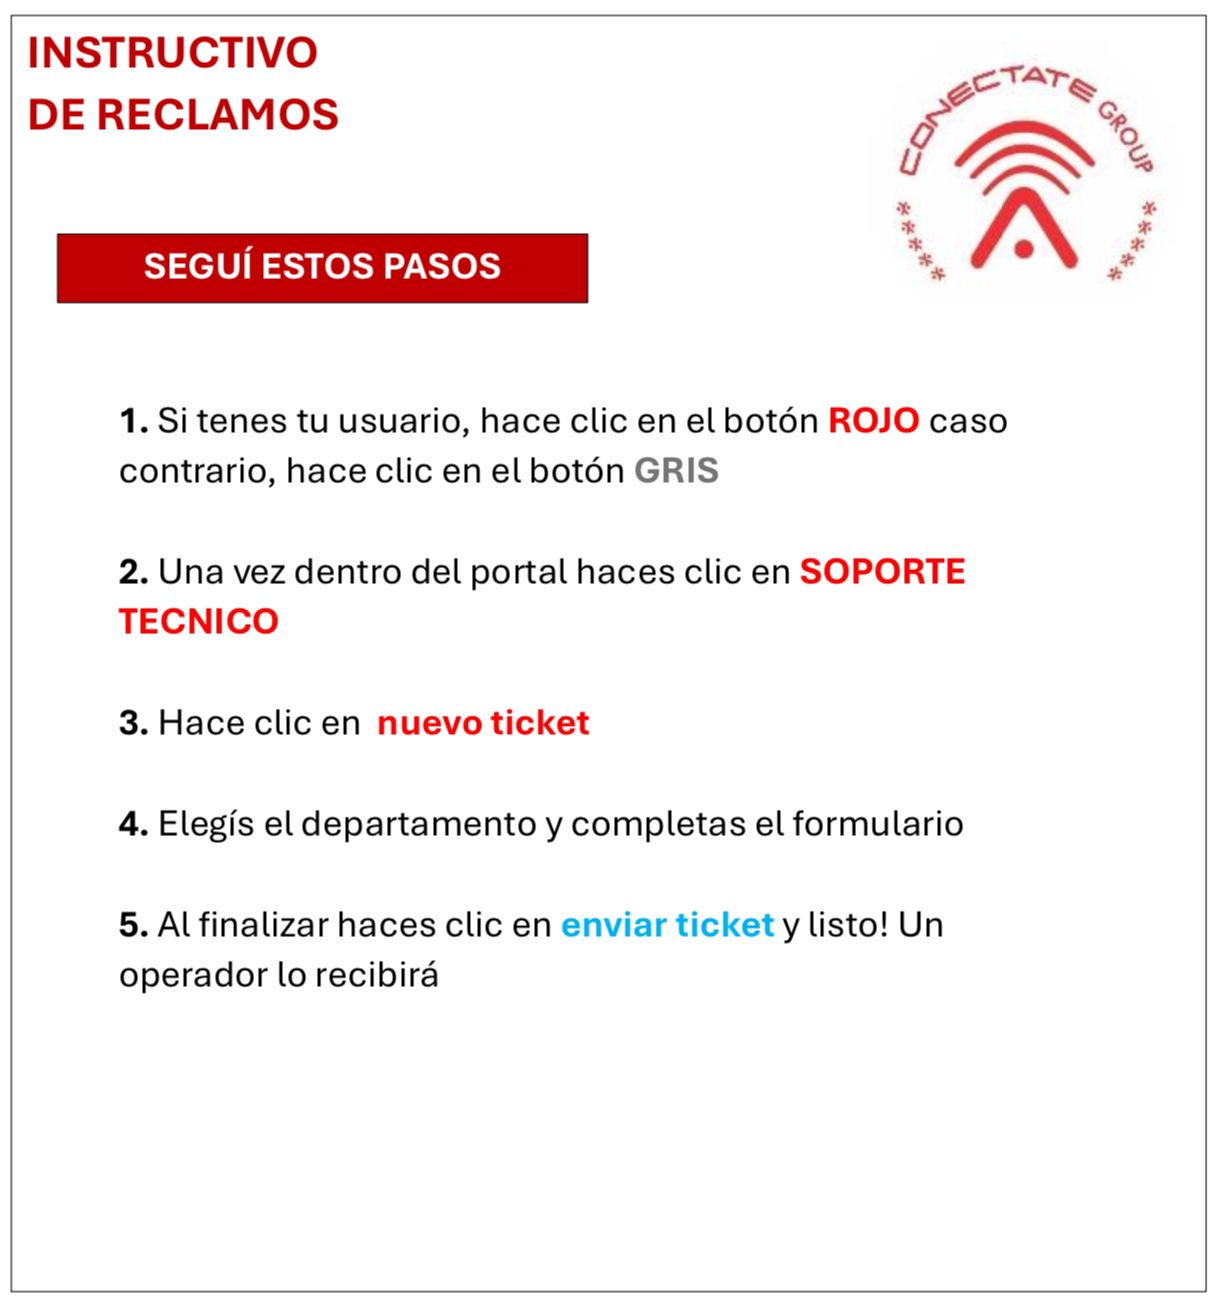 INSTRUCTIVO
DE RECLAMOS
CONECTATE GROUP
SEGUÍ ESTOS PASOS
1. Si tenes tu usuario, hace clic en el botón ROJO caso
contrario, hace clic en el botón GRIS
2. Una vez dentro del portal haces clic en SOPORTE
TECNICO
3. Hace clic en nuevo ticket
4. Elegís el departamento y completas el formulario
5. Al finalizar haces clic en enviar ticket y listo! Un
operador lo recibirá